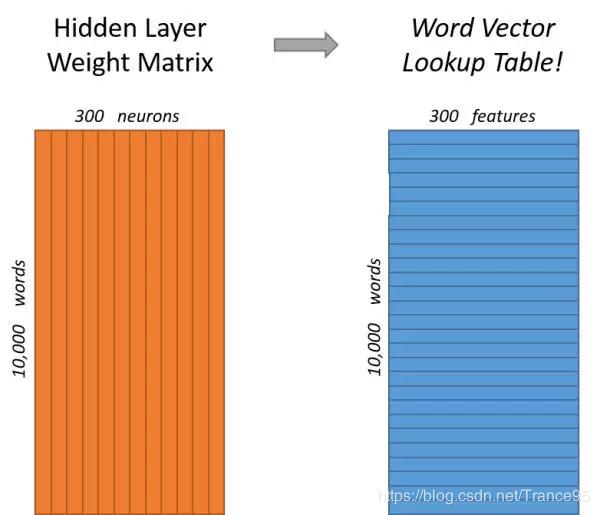 Hidden Layer
Weight Matrix
Word Vector
Lookup Table!
300 neurons
300 features
10,000 words
10,000 words
https://blog.csdn.net/Trance95